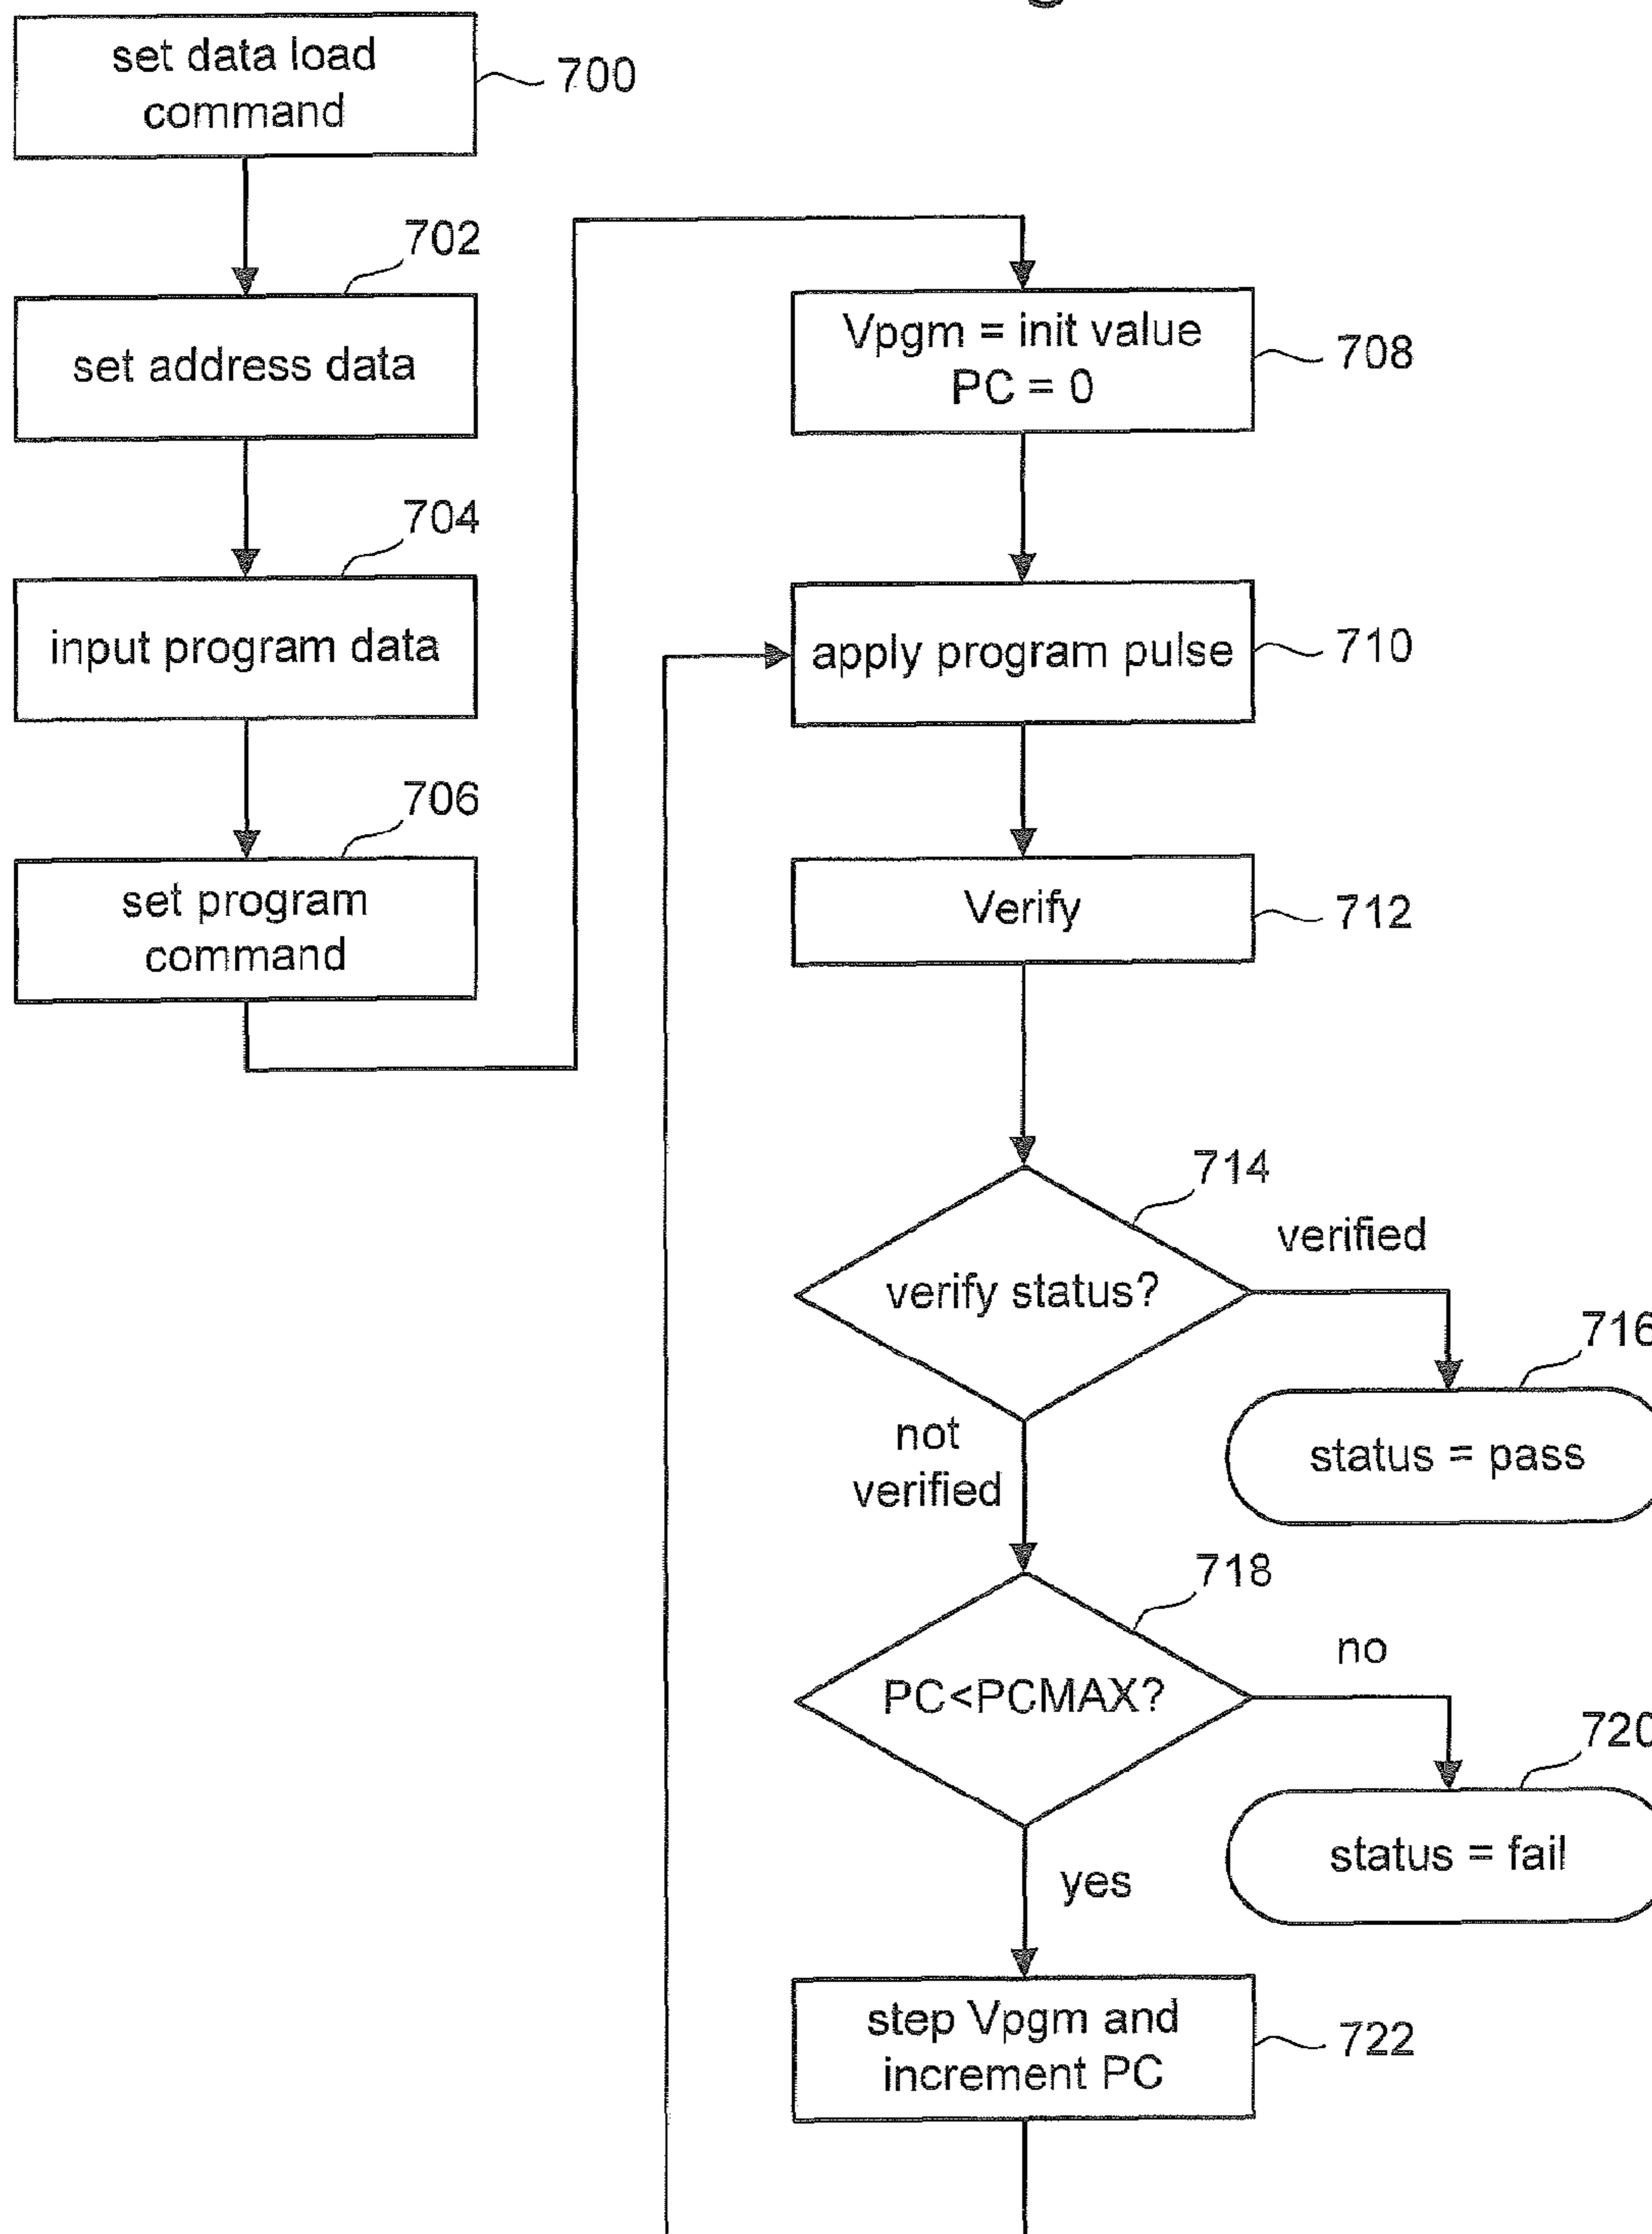 set data load
command
700
702
set address data
704
input program data
706
set program
command
Vpgm = init value
PC = 0
708
apply program pulse
710
Verify
712
714
verify status?
verified
716
status = pass
not
verified
718
PC<PCMAX?
no
720
status = fail
yes
step Vpgm and
increment PC
722